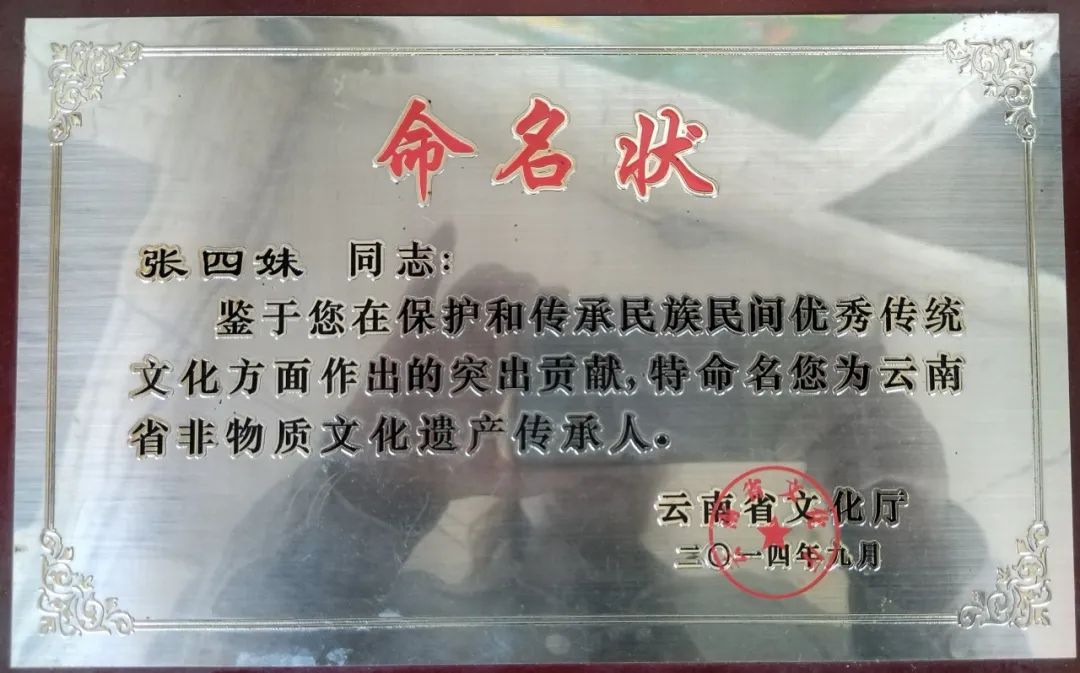 命名状
张四妹 同志:
鉴于您在保护和传承民族民间优秀传统
文化方面作出的突出贡献,特命名您为云南
省非物质文化遗产传承人。
云南省文化厅
二〇一四年九月